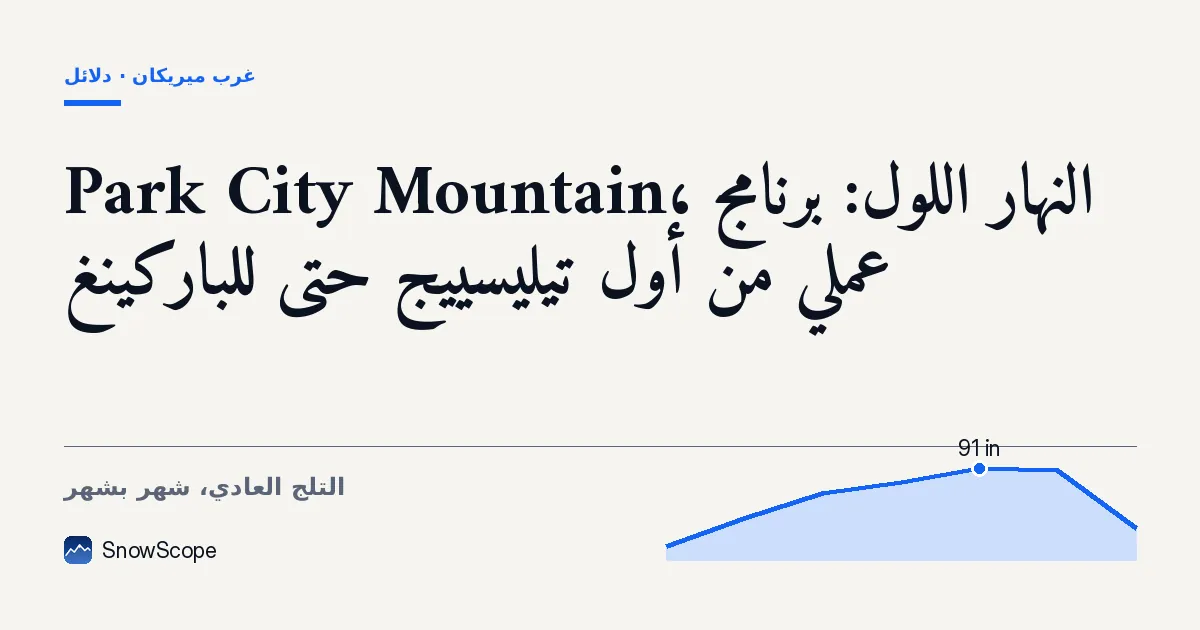 غرب ميريكان · دلائل
Park City Mountain، النهار اللول: برنامج
عملي من أول تيليسييج حتى للباركينغ
91 in
التلج العادي، شهر بشهر
SnowScope